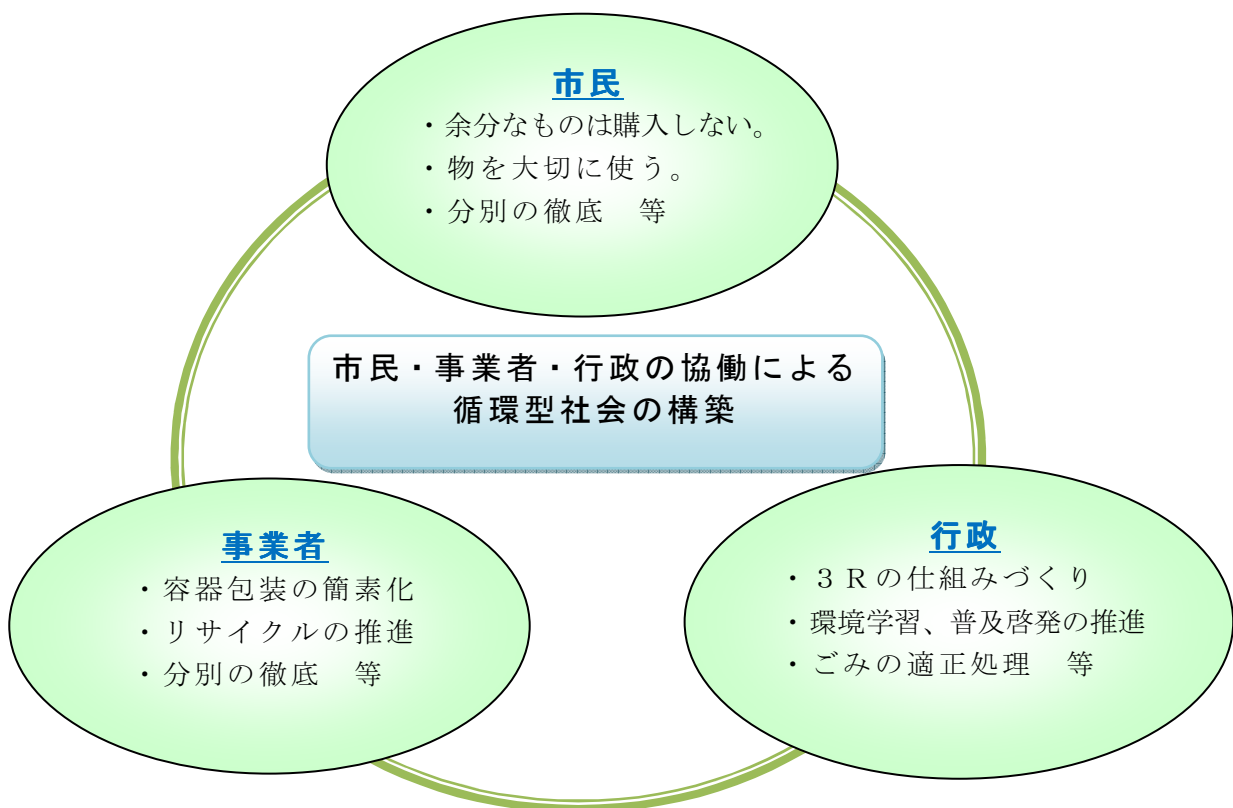 市民
・余分なものは購入しない。
・物を大切に使う。
・分別の徹底　等
市民・事業者・行政の協働による
循環型社会の構築
事業者
・容器包装の簡素化
・リサイクルの推進
・分別の徹底　等
行政
・３Ｒの仕組みづくり
・環境学習、普及啓発の推進
・ごみの適正処理　等